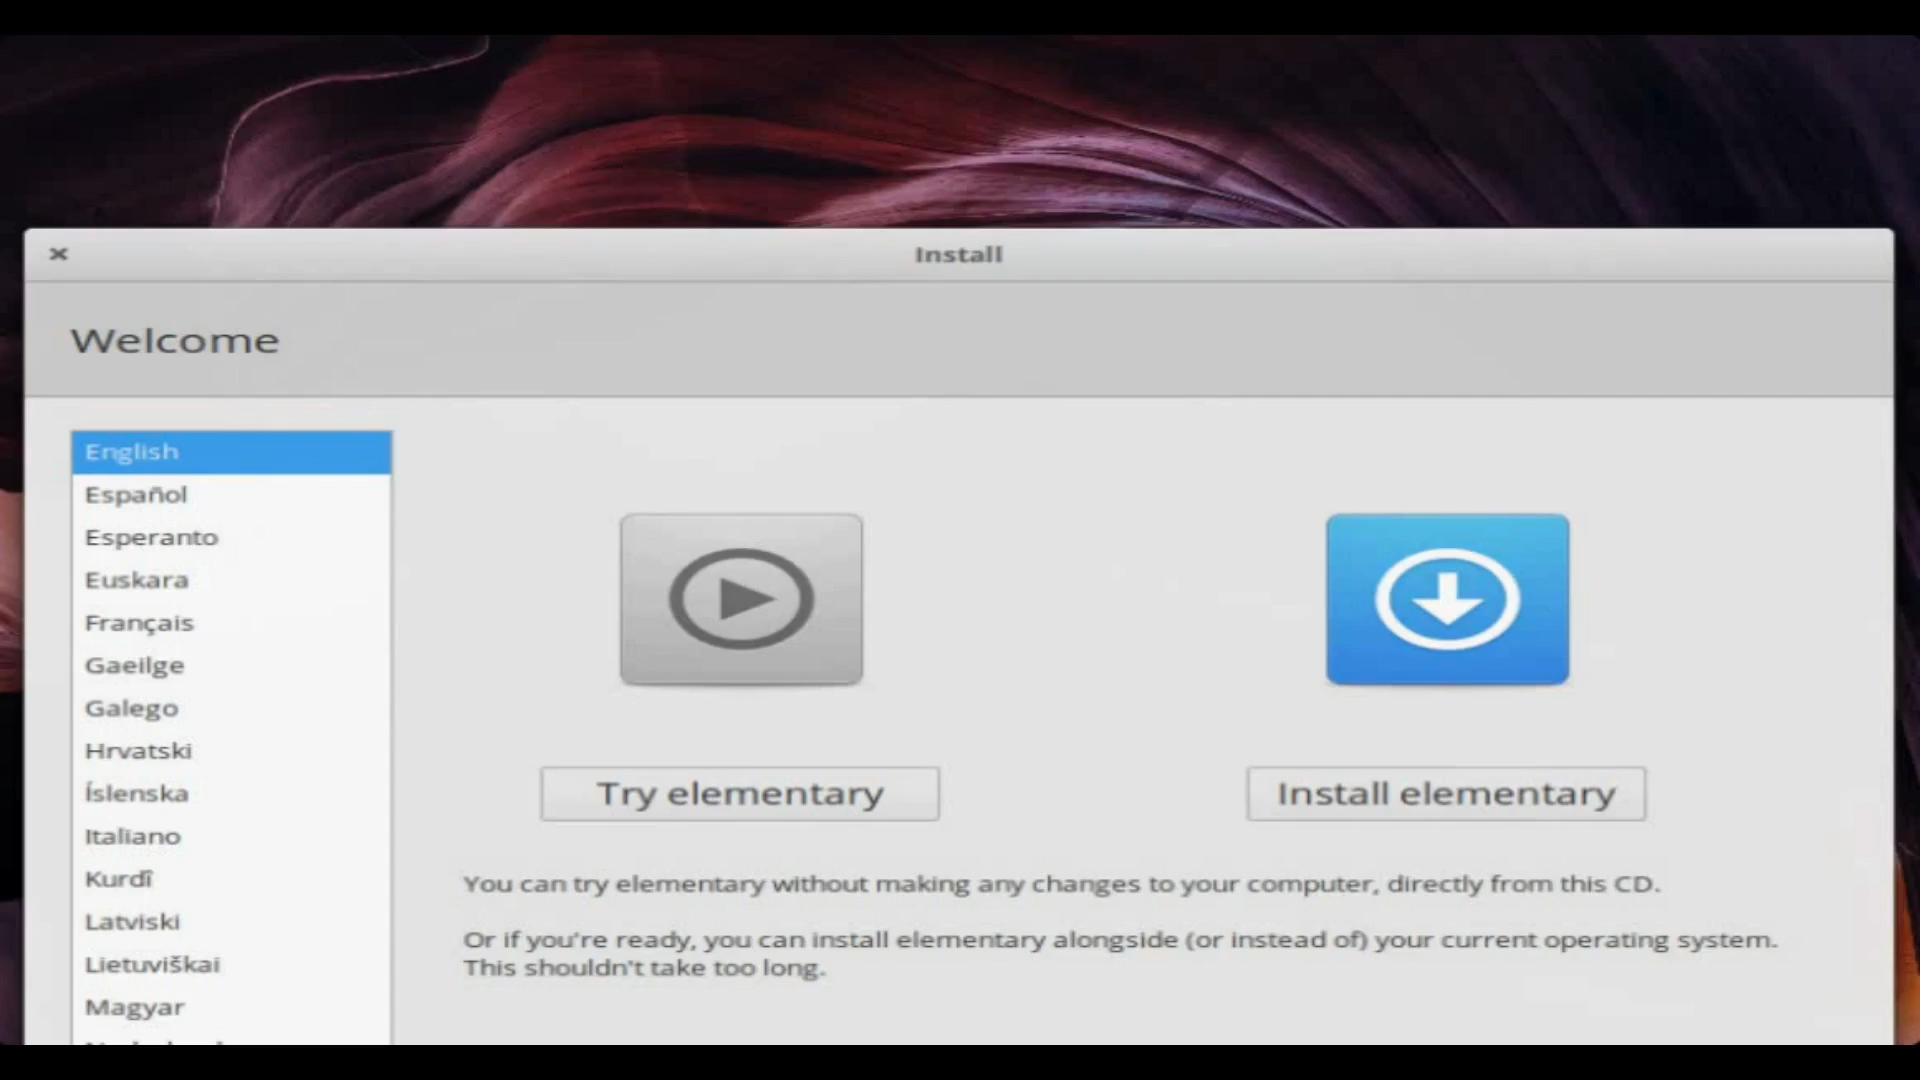 Install
Welcome
English
Español
Esperanto
Euskara
Français
Gaeilge
Galego
Hrvatski
Íslenska
Italiano
Kurdî
Latviski
Lietuviškai
Magyar
Try elementary
Install elementary
You can try elementary without making any changes to your computer, directly from this CD.
Or if you're ready, you can install elementary alongside (or instead of) your current operating system.
This shouldn't take too long.